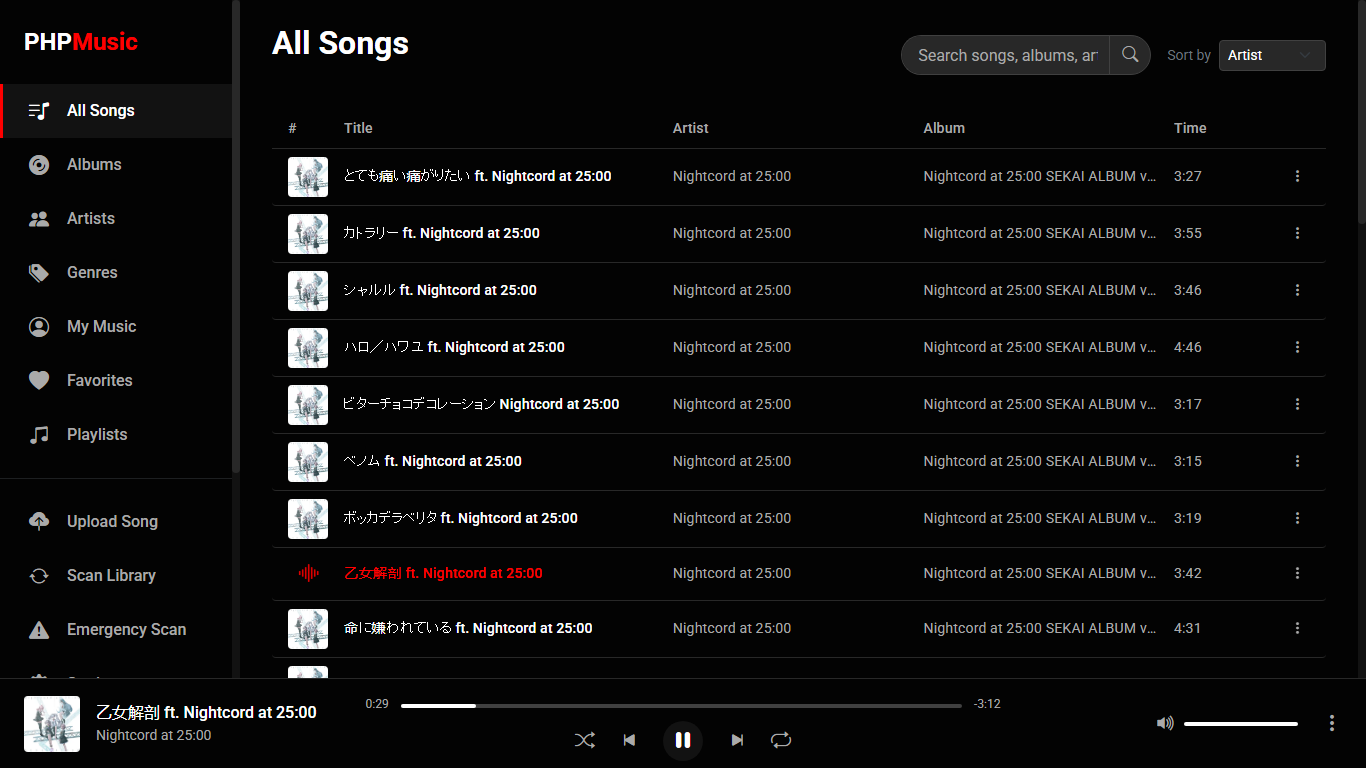 PHPMusic
All Songs
Albums
Artists
Genres
My Music
Favorites
Playlists
Upload Song
Scan Library
Emergency Scan
All Songs
Search songs, albums, ar
Sort by Artist
# Title Artist Album Time
とても痛い痛がりたい ft. Nightcord at 25:00 Nightcord at 25:00 Nightcord at 25:00 SEKAI ALBUM v... 3:27
カトラリー ft. Nightcord at 25:00 Nightcord at 25:00 Nightcord at 25:00 SEKAI ALBUM v... 3:55
シャルル ft. Nightcord at 25:00 Nightcord at 25:00 Nightcord at 25:00 SEKAI ALBUM v... 3:46
ハロ／ハワユ ft. Nightcord at 25:00 Nightcord at 25:00 Nightcord at 25:00 SEKAI ALBUM v... 4:46
ビターチョコデコレーション Nightcord at 25:00 Nightcord at 25:00 Nightcord at 25:00 SEKAI ALBUM v... 3:17
ベノム ft. Nightcord at 25:00 Nightcord at 25:00 Nightcord at 25:00 SEKAI ALBUM v... 3:15
ボッカデラベリタ ft. Nightcord at 25:00 Nightcord at 25:00 Nightcord at 25:00 SEKAI ALBUM v... 3:19
乙女解剖 ft. Nightcord at 25:00 Nightcord at 25:00 Nightcord at 25:00 SEKAI ALBUM v... 3:42
命に嫌われている ft. Nightcord at 25:00 Nightcord at 25:00 Nightcord at 25:00 SEKAI ALBUM v... 4:31
乙女解剖 ft. Nightcord at 25:00
Nightcord at 25:00
0:29 -3:12